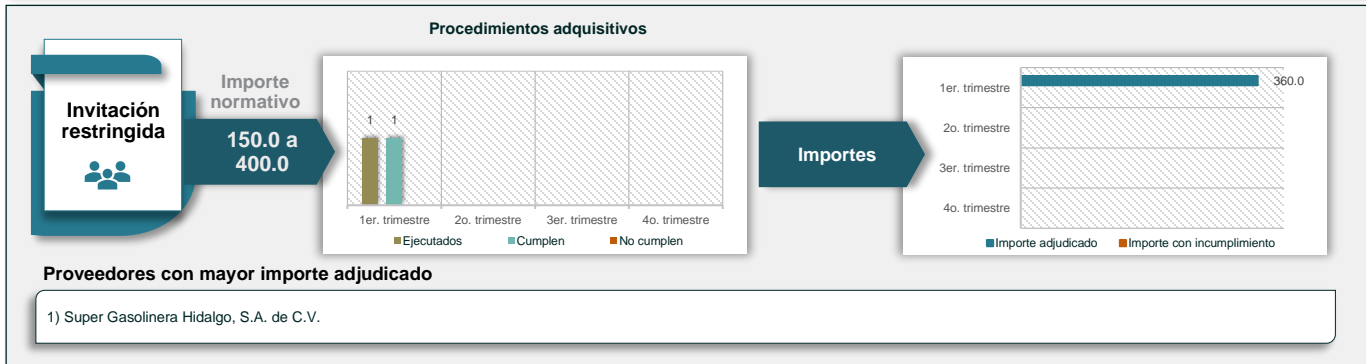 Procedimientos adquisitivos
Invitación
restringida
Importe
normativo
150.0 a
400.0
1 1
1er. trimestre 2o. trimestre 3er. trimestre 4o. trimestre
Ejecutados Cumplen No cumplen
Importes
1er. trimestre 360.0
2o. trimestre
3er. trimestre
4o. trimestre
Importe adjudicado Importe con incumplimiento
Proveedores con mayor importe adjudicado
1) Super Gasolinera Hidalgo, S.A. de C.V.